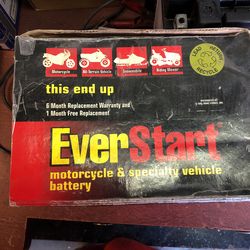 Motorcycle All-Terrain Vehicle Snowmobile Riding Mower
LEAD RETURN RECYCLE
this end up
6 Month Replacement Warranty and
1 Month Free Replacement
EverStart
motorcycle & specialty vehicle
battery